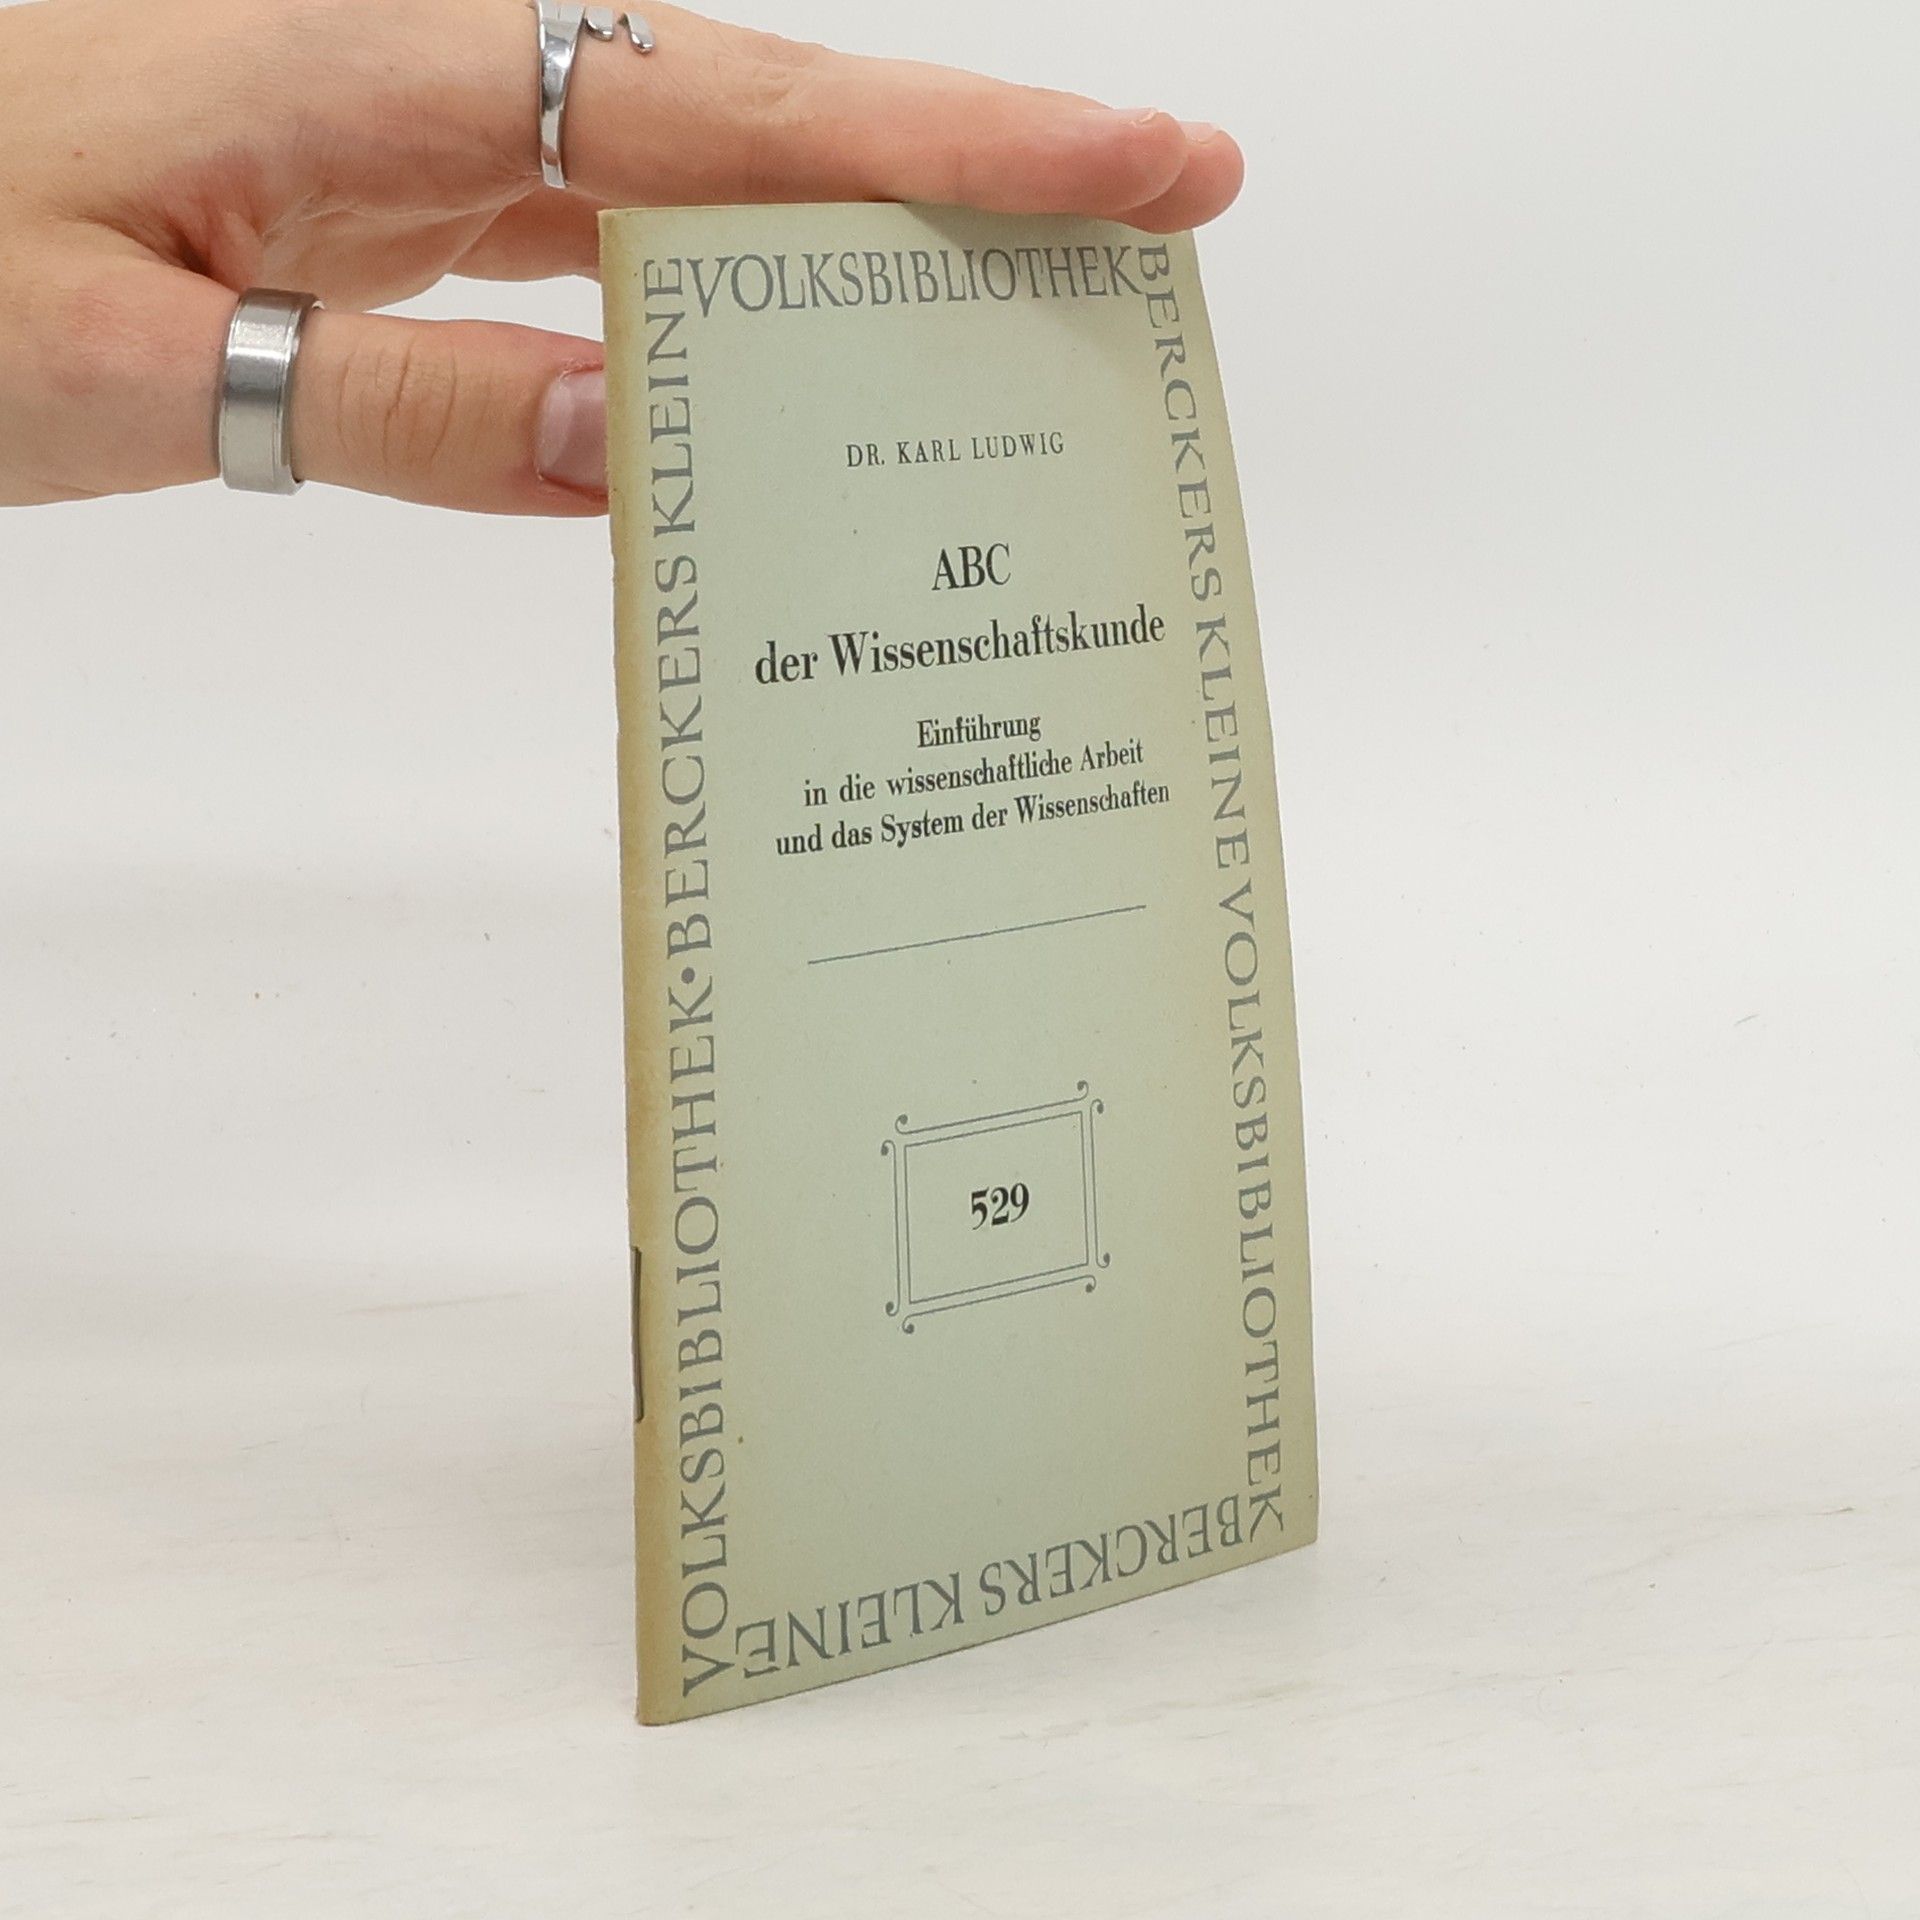 VOLKSBIBLIOTHEK
BERCKERS KLEINE VOLKSBIBLIOTHEK
BERCKERS KLEINE
VOLKSBIBLIOTHEK•BERCKERS KLEINE
DR. KARL LUDWIG
ABC
der Wissenschaftskunde
Einführung
in die wissenschaftliche Arbeit
und das System der Wissenschaften
529